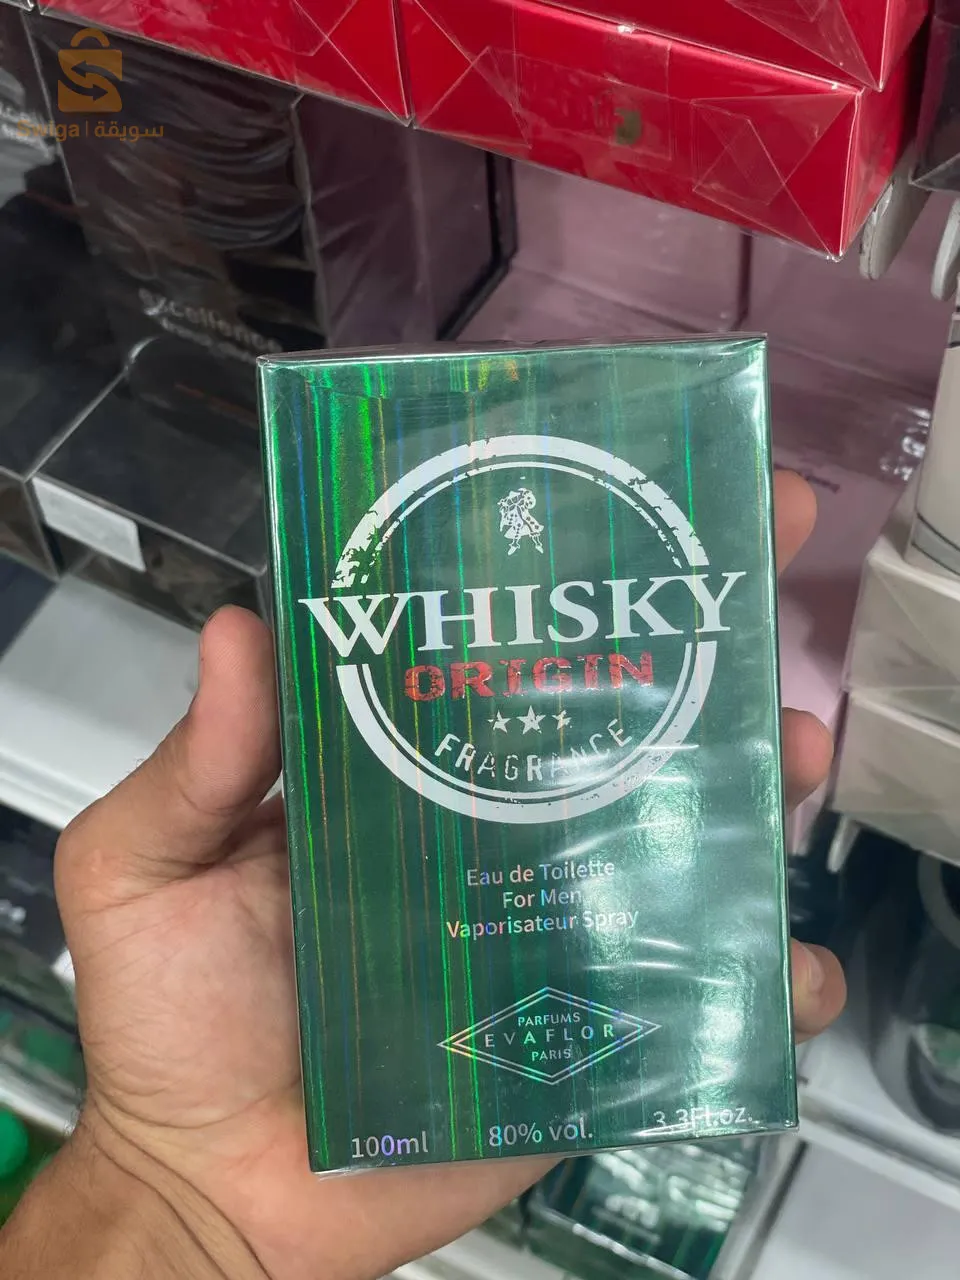 Swiga | سويقة
Excellence
WHISKY
ORIGIN
FRAGRANCE
Eau de Toilette
For Men
Vaporisateur Spray
PARFUMS
EVAFLOR
PARIS
100ml 80% vol. 3.3Fl.oz.